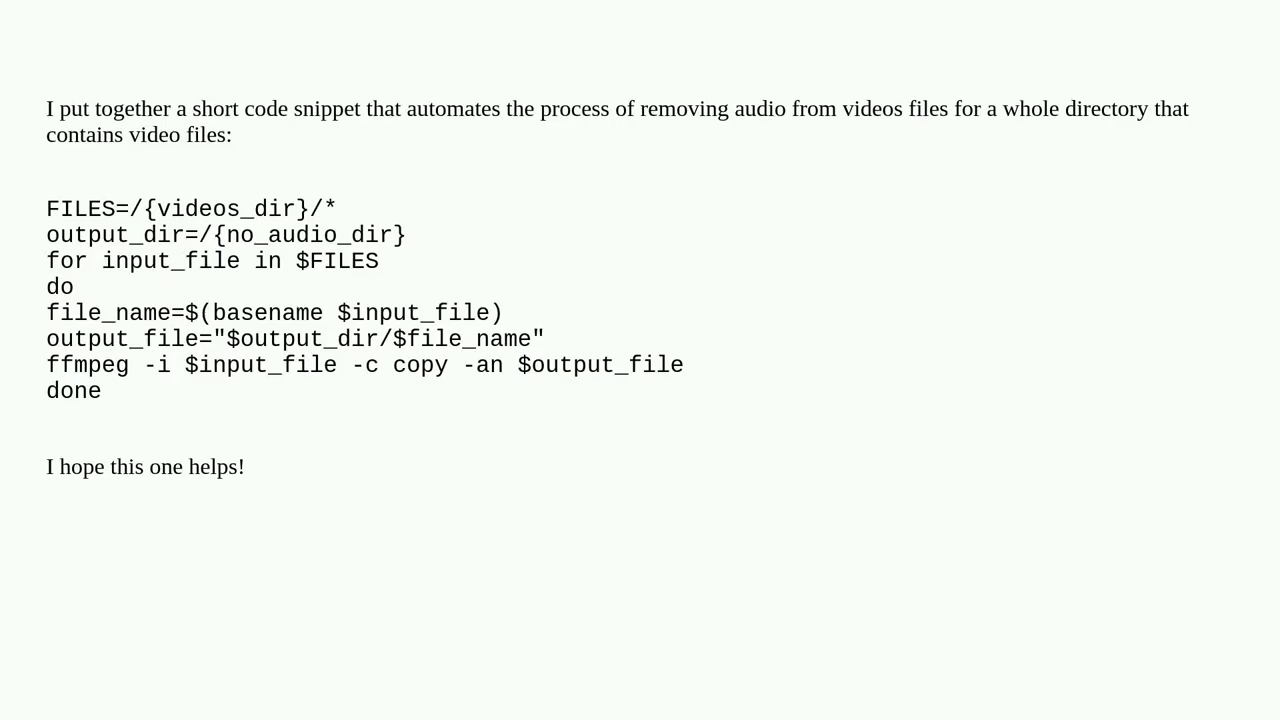 I put together a short code snippet that automates the process of removing audio from videos files for a whole directory that
contains video files:
FILES=/{videos_dir}/*
output_dir=/{no_audio_dir}
for input_file in $FILES
do
file_name=$(basename $input_file)
output_file="$output_dir/$file_name"
ffmpeg -i $input_file -c copy -an $output_file
done
I hope this one helps!